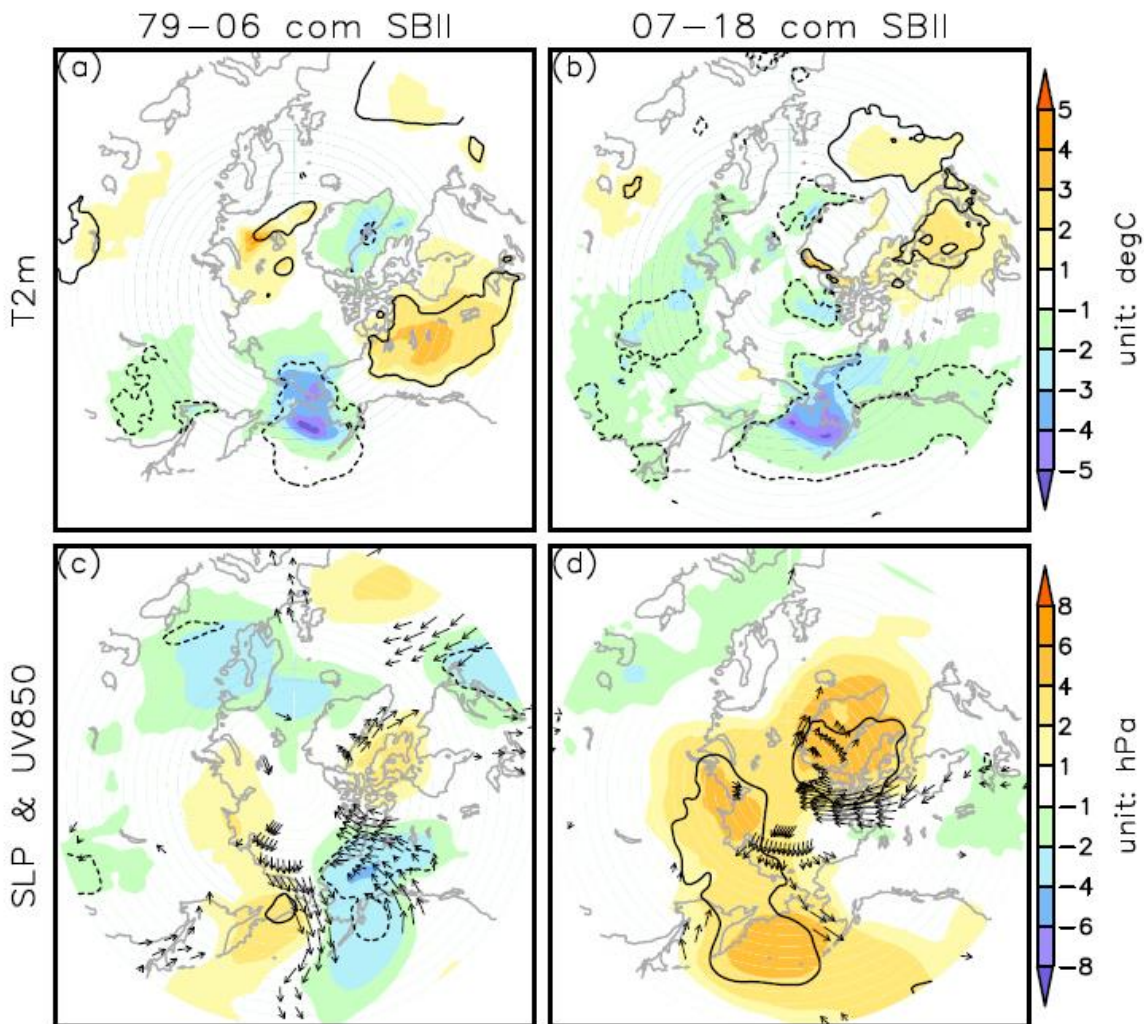 79-06 com SBII
07-18 com SBII
(a)
(b)
T2m
5
4
3
2
1
-1
-2
-3
-4
-5
unit: degC
(c)
(d)
SLP & UV850
8
6
4
2
1
-1
-2
-4
-6
-8
unit: hPa